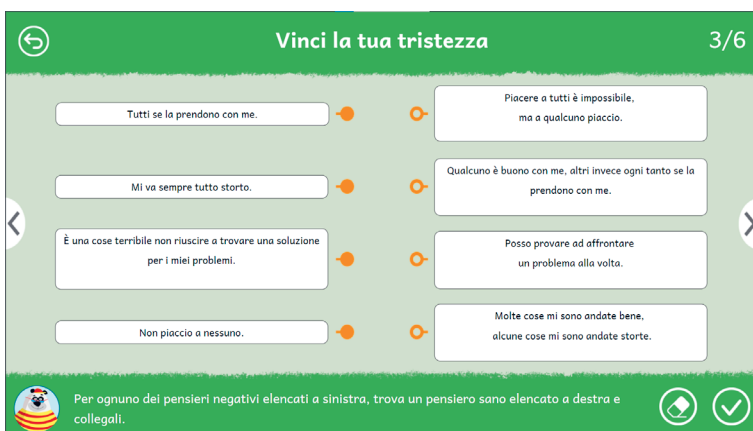 Vinci la tua tristezza
3/6
Tutti se la prendono con me.
Piacere a tutti è impossibile,
ma a qualcuno piaccio.
Mi va sempre tutto storto.
Qualcuno è buono con me, altri invece ogni tanto se la
prendono con me.
È una cose terribile non riuscire a trovare una soluzione
per i miei problemi.
Posso provare ad affrontare
un problema alla volta.
Non piaccio a nessuno.
Molte cose mi sono andate bene,
alcune cose mi sono andate storte.
Per ognuno dei pensieri negativi elencati a sinistra, trova un pensiero sano elencato a destra e
collegali.